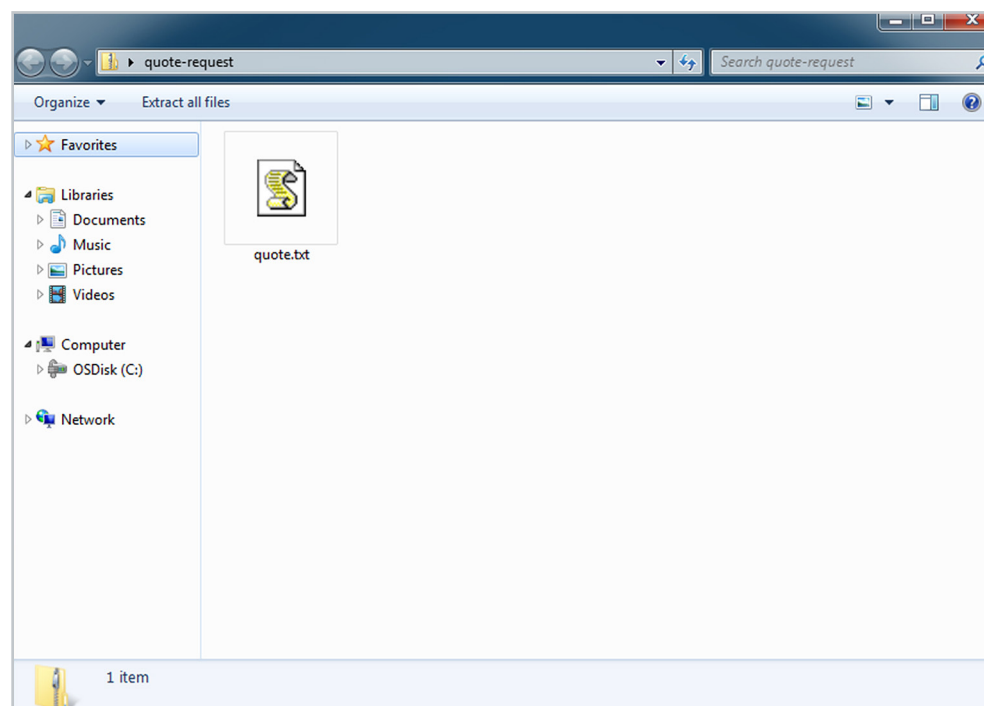 quote-request
Search quote-request
Organize
Extract all files
Favorites
Libraries
Documents
Music
Pictures
Videos
Computer
OSDisk (C:)
Network
quote.txt
1 item